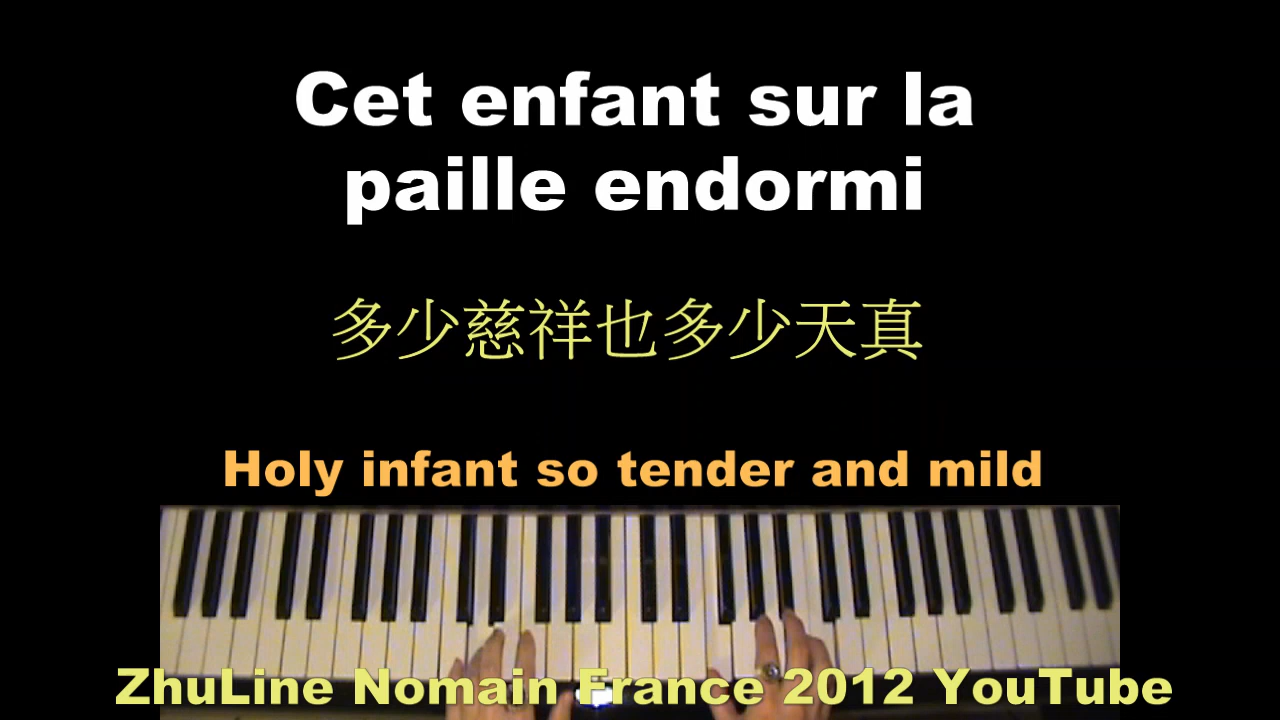 Cet enfant sur la
paille endormi
多少慈祥也多少天真
Holy infant so tender and mild
ZhuLine Nomain France 2012 YouTube